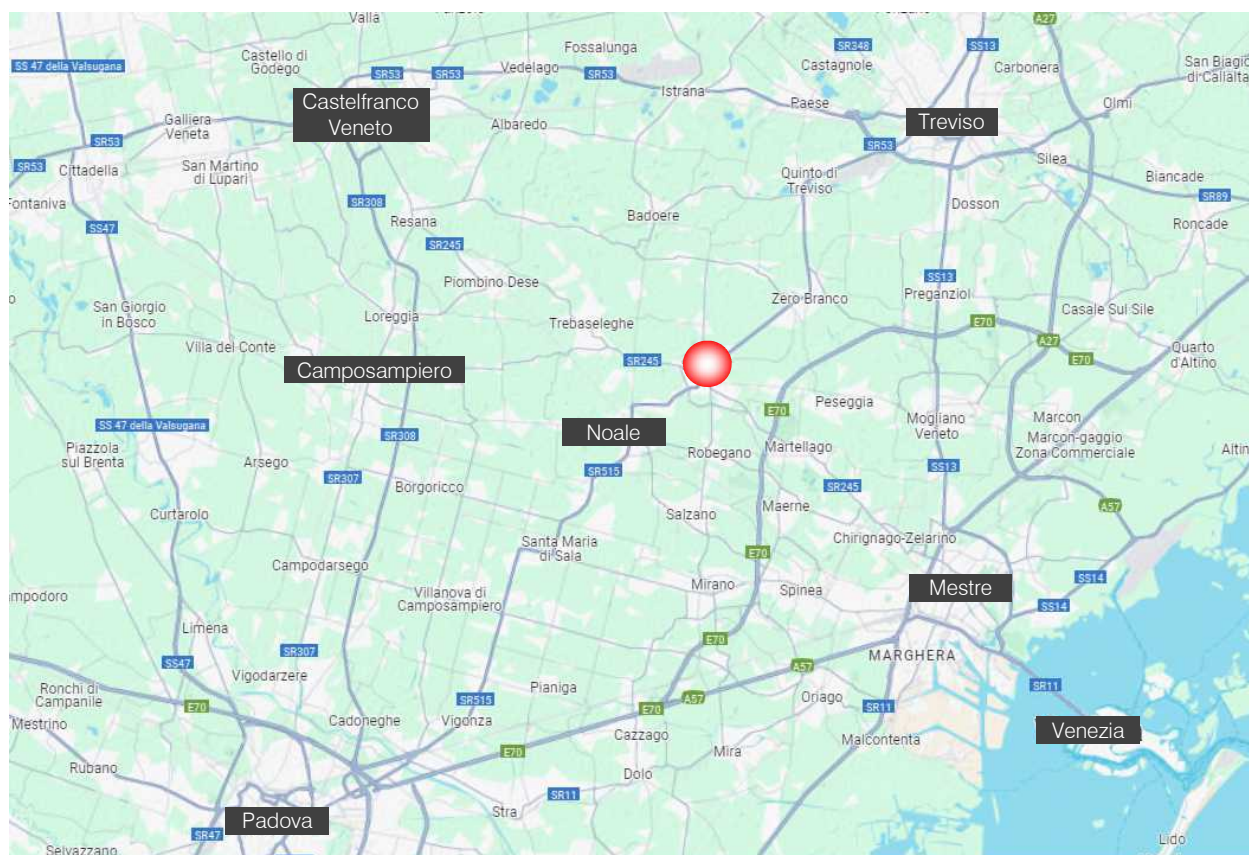 Valla
A27
SS13
SR348
Fossalunga
Castello di
Godego
SS 47 della Valsugana
SR53
SR53
Vedelago
SR53
Castagnole
Carbonera
San Biagio
di Callalta
Istrana
Castelfranco
Veneto
Paese
Olmi
Galliera
Veneta
Albaredo
Treviso
SR53
SR53
SR53
Cittadella
San Martino
di Lupari
Quinto di
Treviso
Silea
Biancade
Fontaniva
SR308
SR89
Dosson
SS47
Resana
Badoere
Roncade
SR245
SS13
Piombino Dese
San Giorgio
in Bosco
Zero Branco
Preganziol
Casale Sul Sile
Loreggia
Trebaseleghe
E70
Villa del Conte
A27
Quarto
d'Altino
SR245
E70
Camposampiero
Peseggia
E70
Mogliano
Veneto
Marcon
SS 47 della Valsugana
Noale
SR308
Marcon-gaggio
Zona Commerciale
Piazzola
sul Brenta
Robegano
Martellago
Altin
Arsego
SR307
SR515
SS13
Borgoricco
SR245
Curtarolo
Salzano
Maerne
A57
Santa Maria
di Sala
Chirignago-Zelarino
E70
Campodarsego
Mirano
Spinea
Mestre
SS14
Villanova di
Camposampiero
ampodoro
SS14
Limena
E70
SR307
MARGHERA
SS47
Vigodarzere
A57
Ronchi di
Campanile
Pianiga
SR11
SR515
A57
Oriago
E70
E70
SR11
Mestrino
Cadoneghe
Vigonza
Venezia
Cazzago
Malcontenta
E70
Mira
Rubano
Dolo
SR11
Stra
Padova
SR47
Lido
Selvazzano